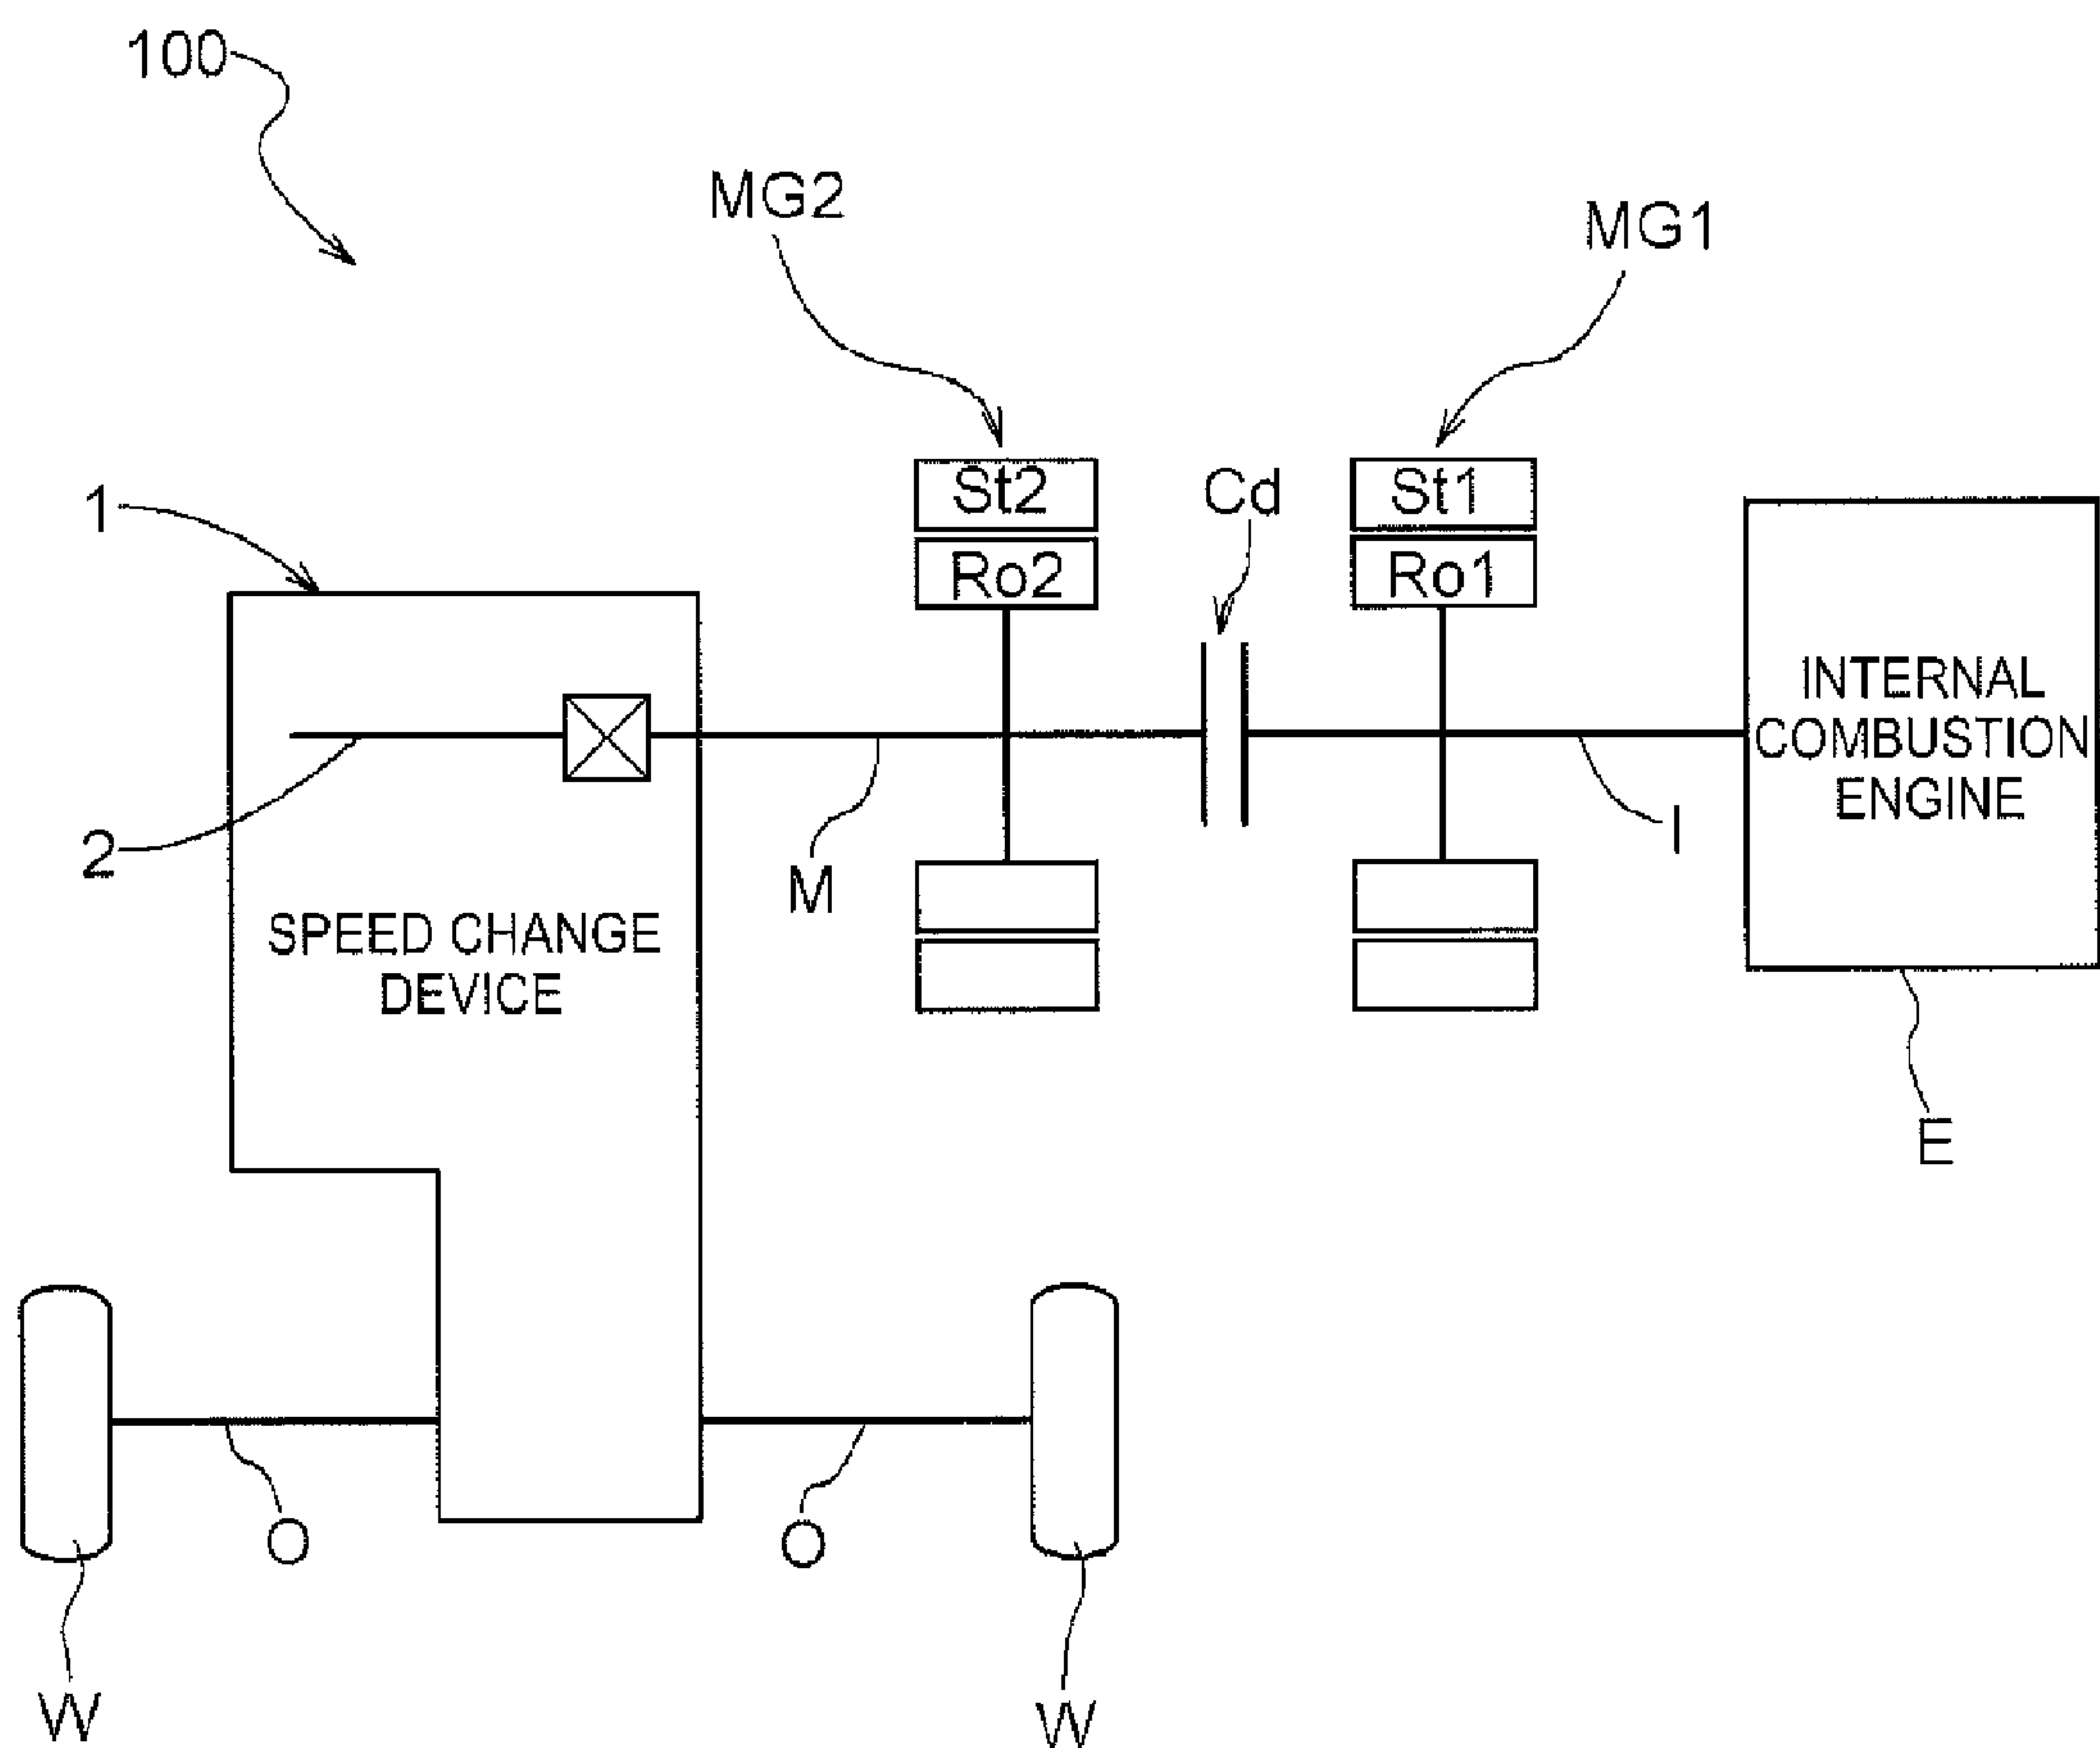 100
MG2
MG1
St2
Cd
St1
1
Ro2
Ro1
INTERNAL
COMBUSTION
ENGINE
2
M
I
SPEED CHANGE
DEVICE
E
O
O
W
W